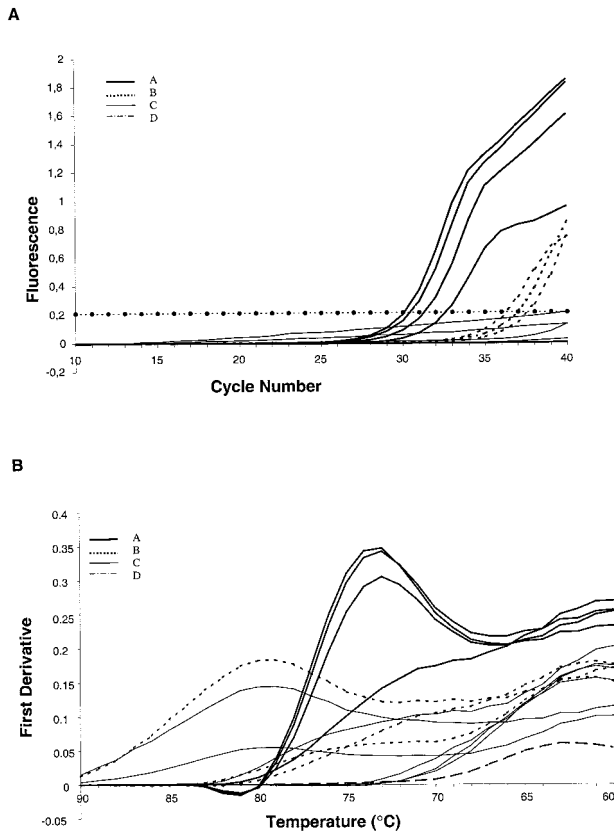 A
2
1,8
1,6
1,4
1,2
1
0,8
0,6
0,4
0,2
0
-0,2
A
B
C
D
Fluorescence
10 15 20 25 30 35 40
Cycle Number
B
0.4
0.35
0.3
0.25
0.2
0.15
0.1
0.05
0
-0.05
A
B
C
D
First Derivative
90 85 80 75 70 65 60
Temperature (°C)